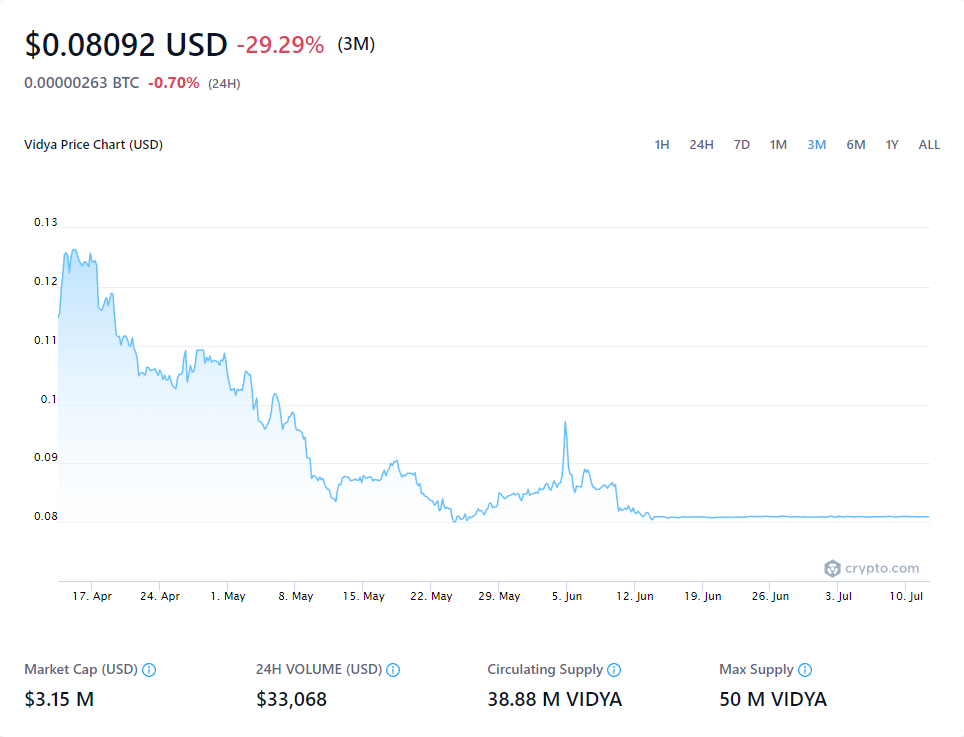 $0.08092 USD -29.29% (3M)
0.00000263 BTC -0.70% (24H)
Vidya Price Chart (USD) 1H 24H 7D 1M 3M 6M 1Y ALL
0.13
0.12
0.11
0.1
0.09
0.08
crypto.com
17. Apr 24. Apr 1. May 8. May 15. May 22. May 29. May 5. Jun 12. Jun 19. Jun 26. Jun 3. Jul 10. Jul
Market Cap (USD) 24H VOLUME (USD) Circulating Supply Max Supply
$3.15 M $33,068 38.88 M VIDYA 50 M VIDYA